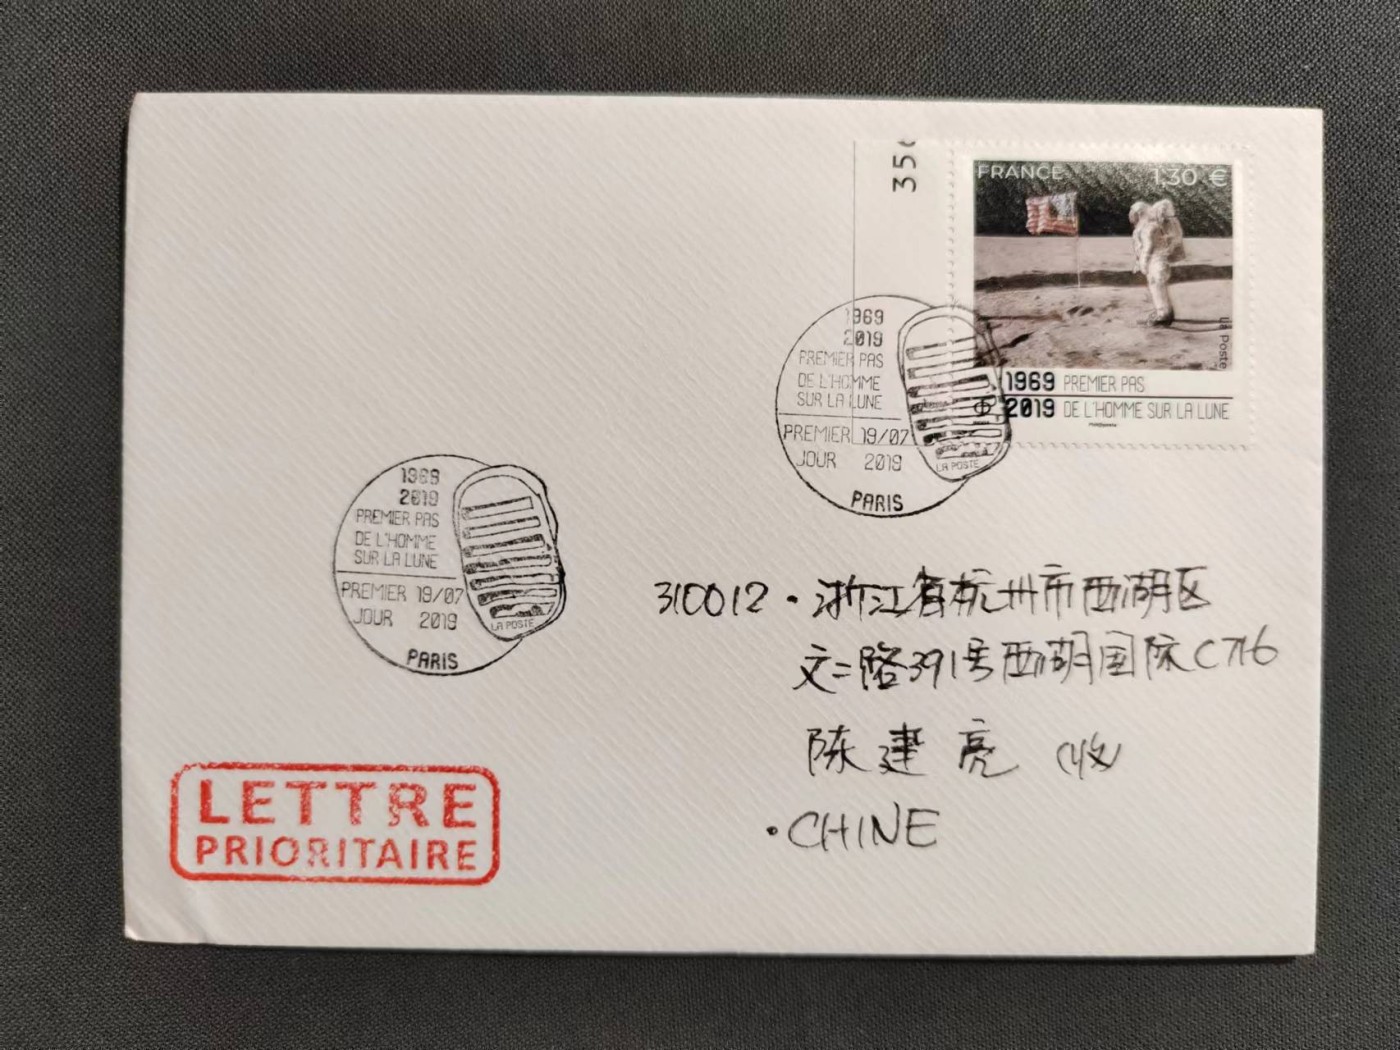 356
FRANCE 1,30 €
La Poste
1969 PREMIER PAS
2019 DE L'HOMME SUR LA LUNE
1969
2019
PREMIER PAS
DE L'HOMME
SUR LA LUNE
PREMIER 19/07
JOUR 2019
LA POSTE
PARIS
1969
2019
PREMIER PAS
DE L'HOMME
SUR LA LUNE
PREMIER 19/07
JOUR 2019
LA POSTE
PARIS
310012 · 浙江省杭州市西湖区
文二路391号西湖国际C716
陈建亮 收
· CHINE
LETTRE
PRIORITAIRE